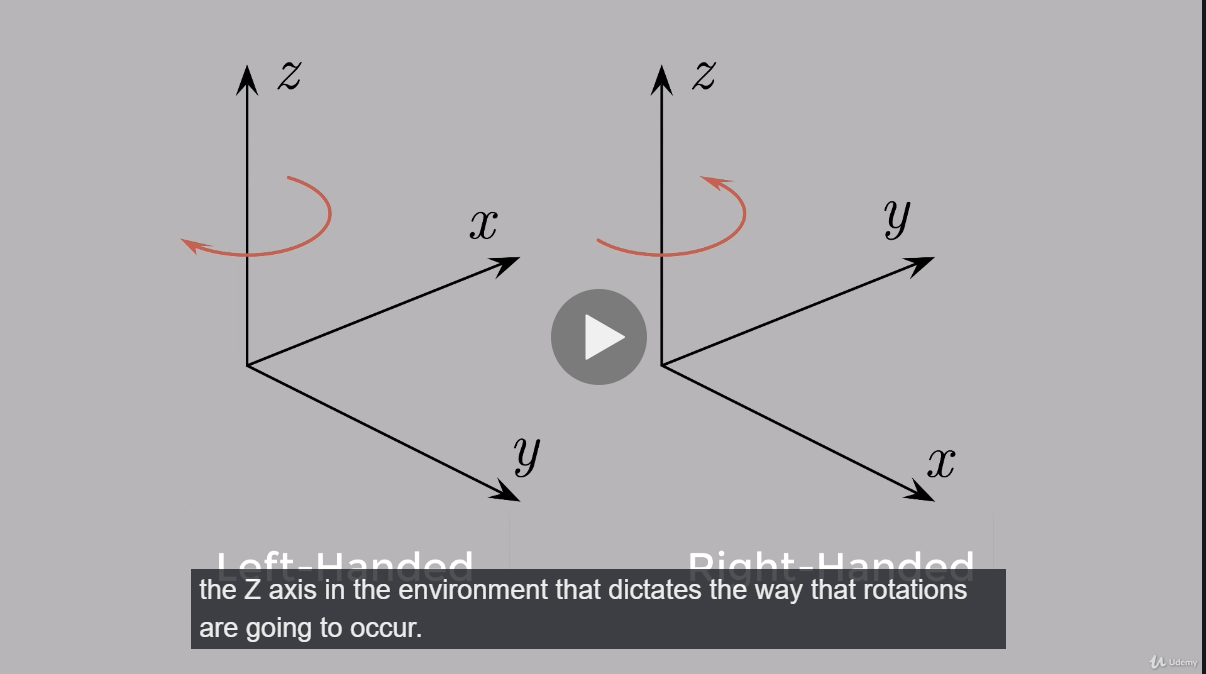 z
z
x
y
y
x
Left-Handed
Right-Handed
the Z axis in the environment that dictates the way that rotations
are going to occur.
Udemy